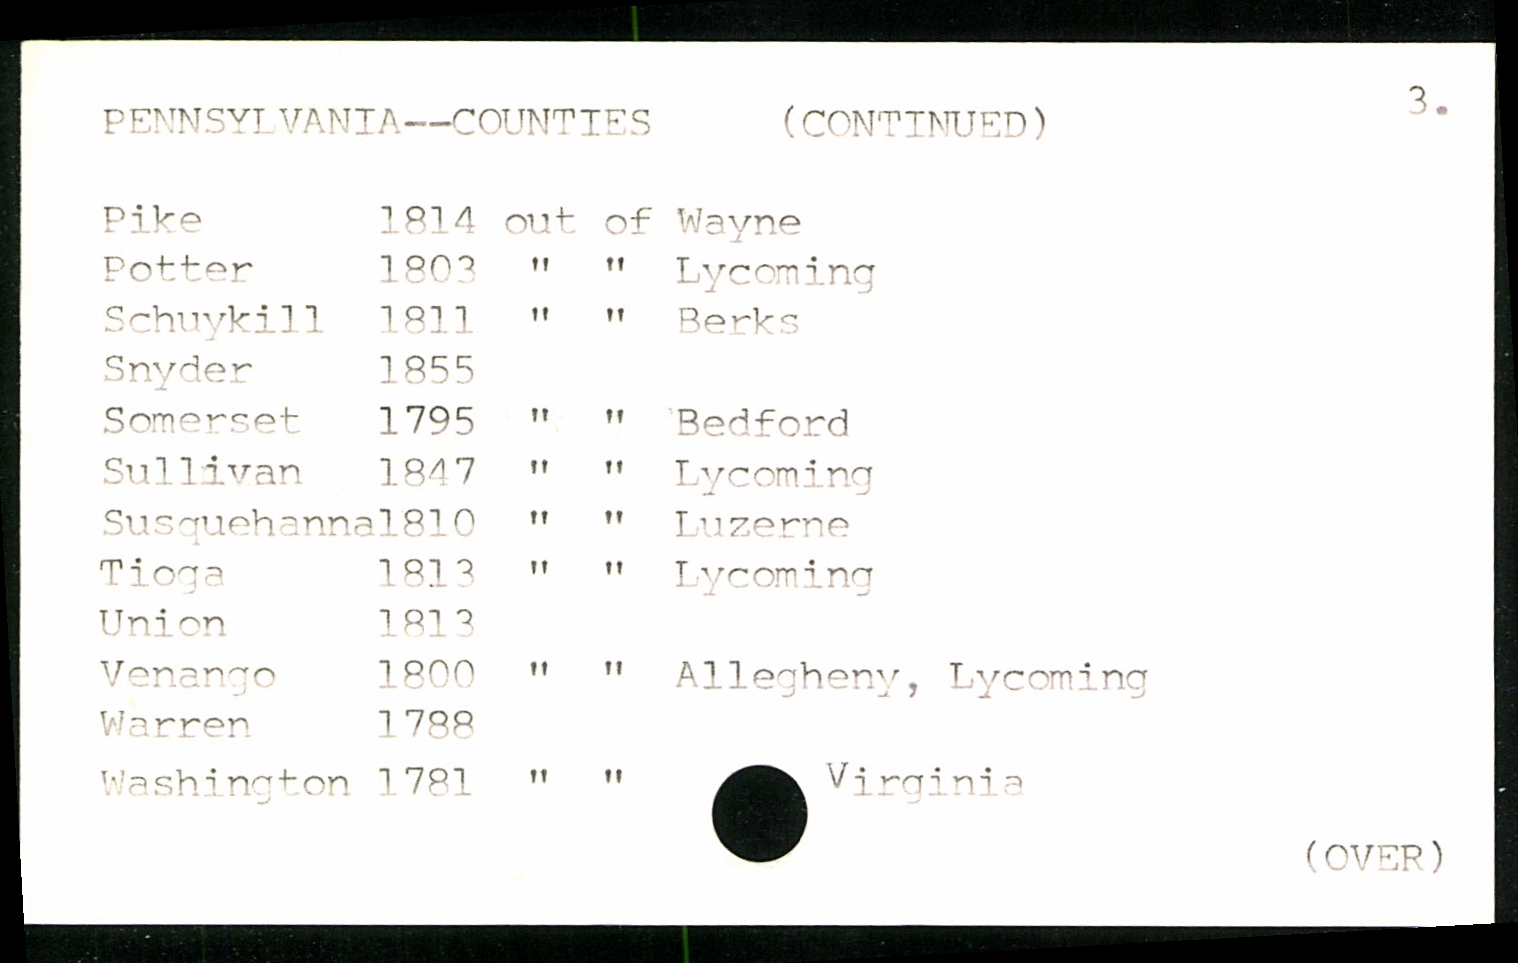 3.
PENNSYLVANIA--COUNTIES (CONTINUED)
Pike 1814 out of Wayne
Potter 1803 " " Lycoming
Schuykill 1811 " " Berks
Snyder 1855
Somerset 1795 " " Bedford
Sullivan 1847 " " Lycoming
Susquehanna1810 " " Luzerne
Tioga 1813 " " Lycoming
Union 1813
Venango 1800 " " Allegheny, Lycoming
Warren 1788
Washington 1781 " " Virginia
(OVER)